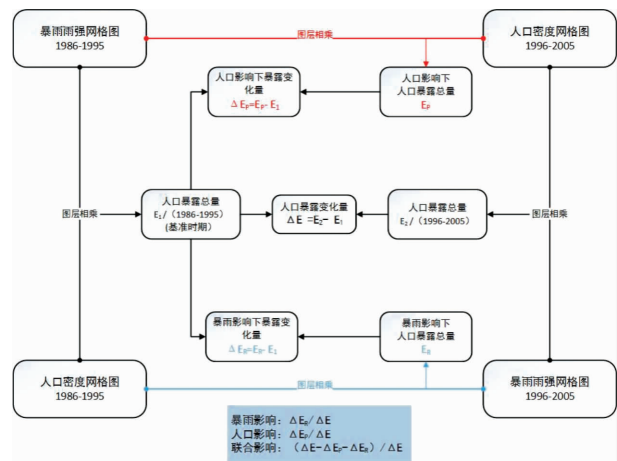 暴雨雨强网格图
1986-1995
图层相乘
人口密度网格图
1996-2005
人口影响下暴露变
化量
ΔEₚ=Eₚ-E₁
人口影响下
人口暴露总量
Eₚ
图层相乘
人口暴露总量
E₁/（1986-1995）
(基准时期)
人口暴露变化量
ΔE =E₂- E₁
人口暴露总量
E₂/（1996-2005）
图层相乘
暴雨影响下暴露变
化量
ΔE_R=E_R-E₁
暴雨影响下
人口暴露总量
E_R
人口密度网格图
1986-1995
图层相乘
暴雨雨强网格图
1996-2005
暴雨影响：ΔE_R/ΔE
人口影响：ΔEₚ/ΔE
联合影响：（ΔE-ΔEₚ-ΔE_R）/ΔE